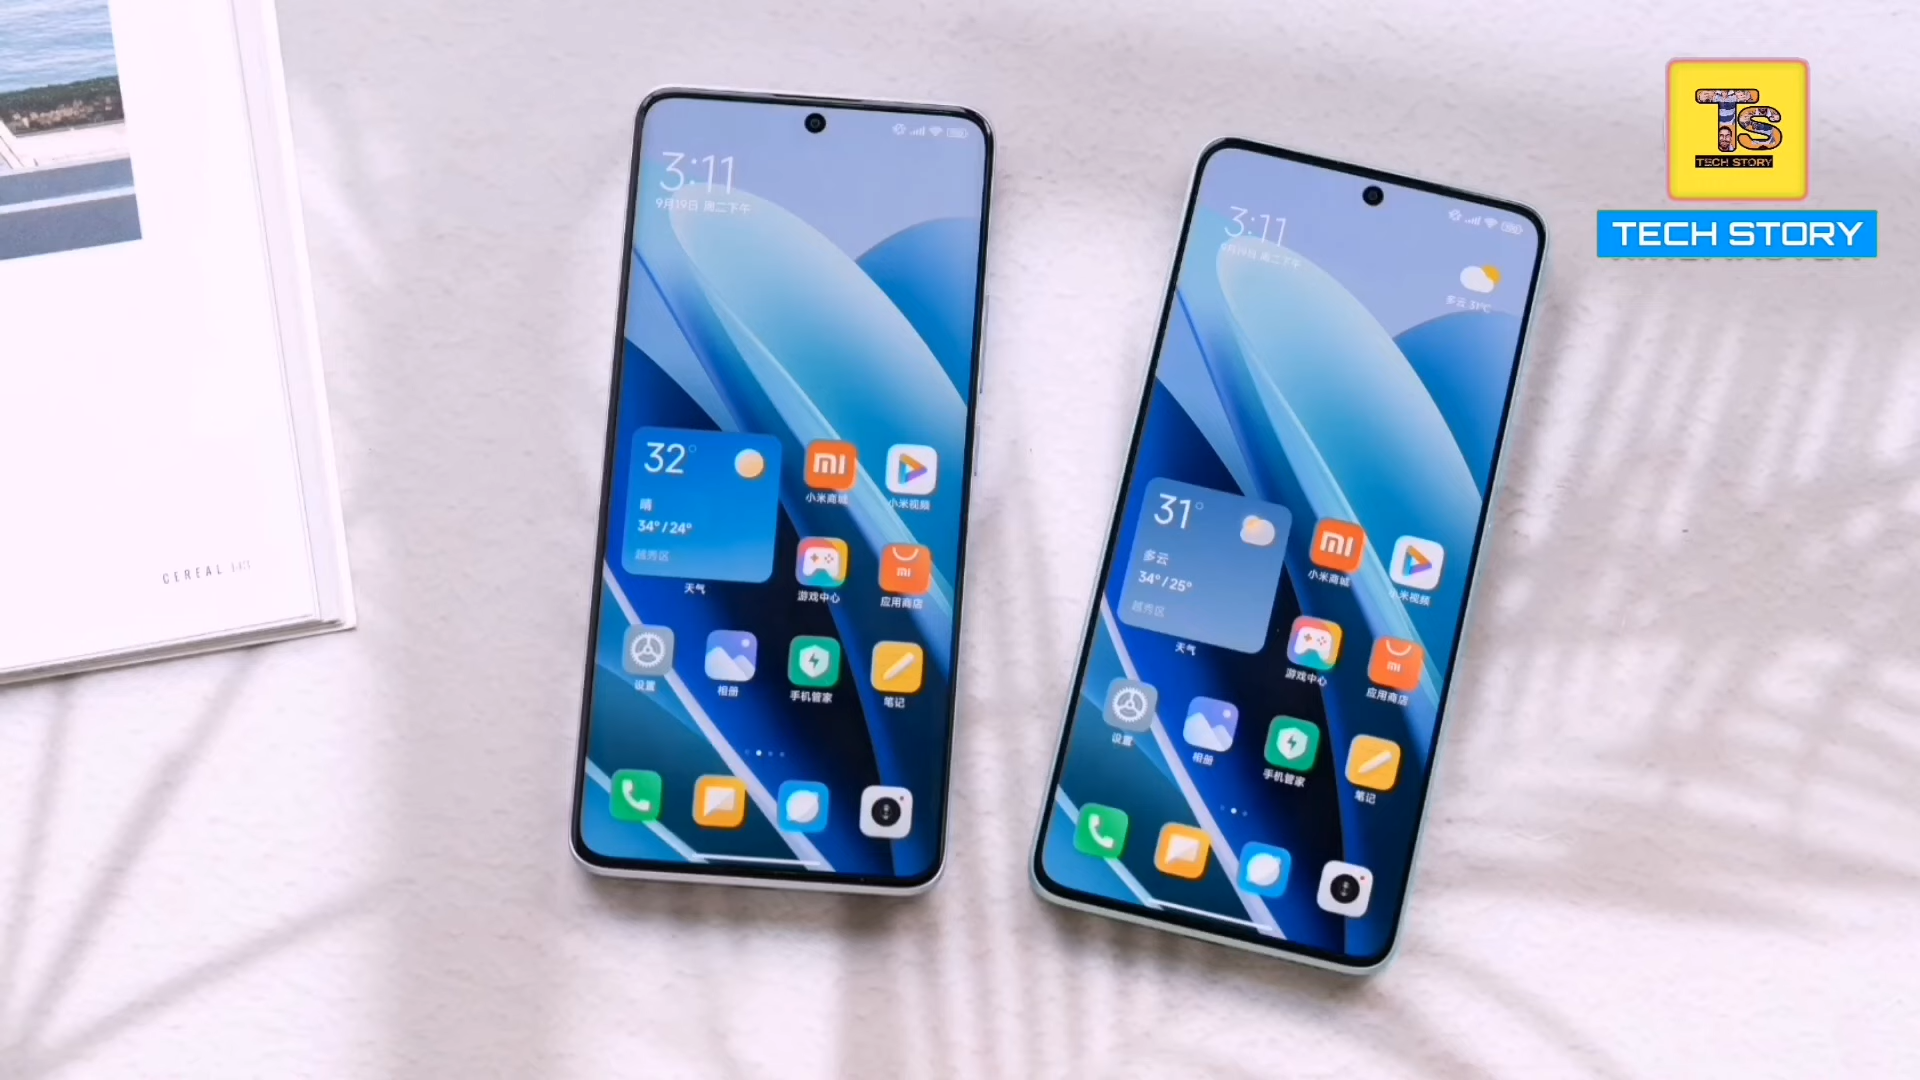 TECH STORY
TECH STORY
CEREAL
3:11
9月19日 周二下午
32°
晴
34°/24°
越秀区
天气
小米商城
小米视频
游戏中心
应用商店
设置
相册
手机管家
笔记
3:11
周二下午
多云 31°C
31°
多云
34°/25°
越秀区
天气
小米商城
小米视频
游戏中心
应用商店
设置
相册
手机管家
笔记